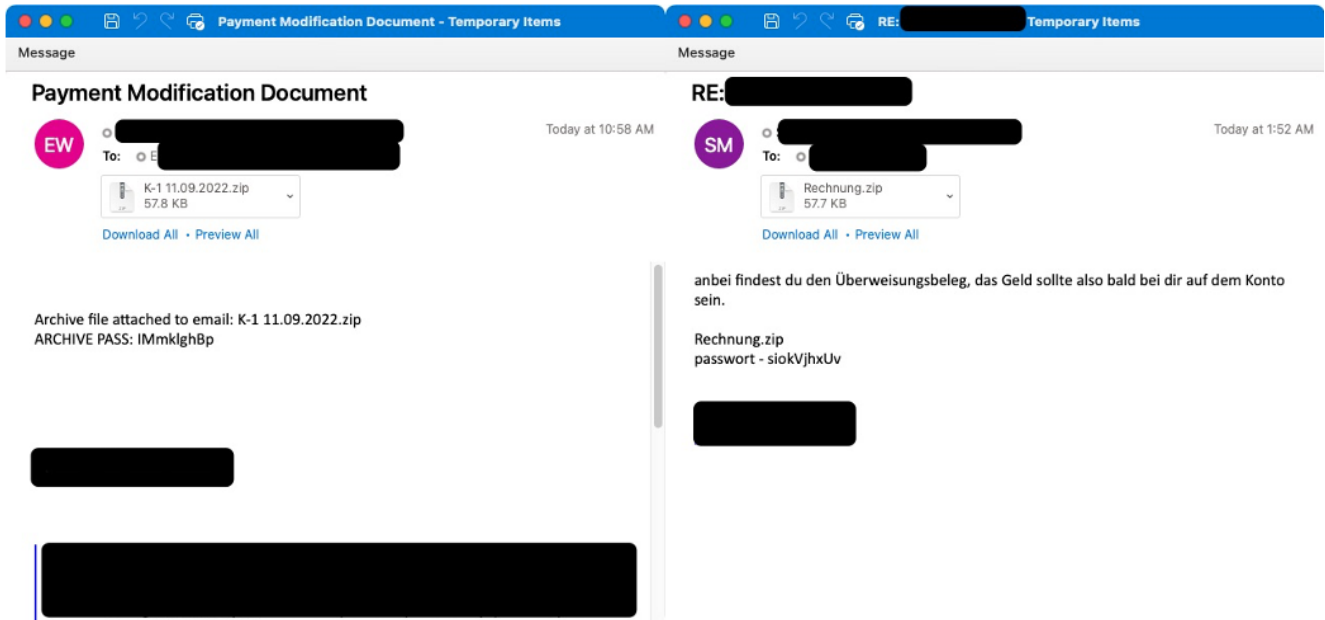 Payment Modification Document - Temporary Items
Message
Payment Modification Document
EW
Today at 10:58 AM
To: E
K-1 11.09.2022.zip
57.8 KB
ZIP
Download All • Preview All
Archive file attached to email: K-1 11.09.2022.zip
ARCHIVE PASS: IMmklghBp
RE: Temporary Items
Message
RE:
SM
Today at 1:52 AM
To:
Rechnung.zip
57.7 KB
ZIP
Download All • Preview All
anbei findest du den Überweisungsbeleg, das Geld sollte also bald bei dir auf dem Konto
sein.
Rechnung.zip
passwort - siokVjhxUv